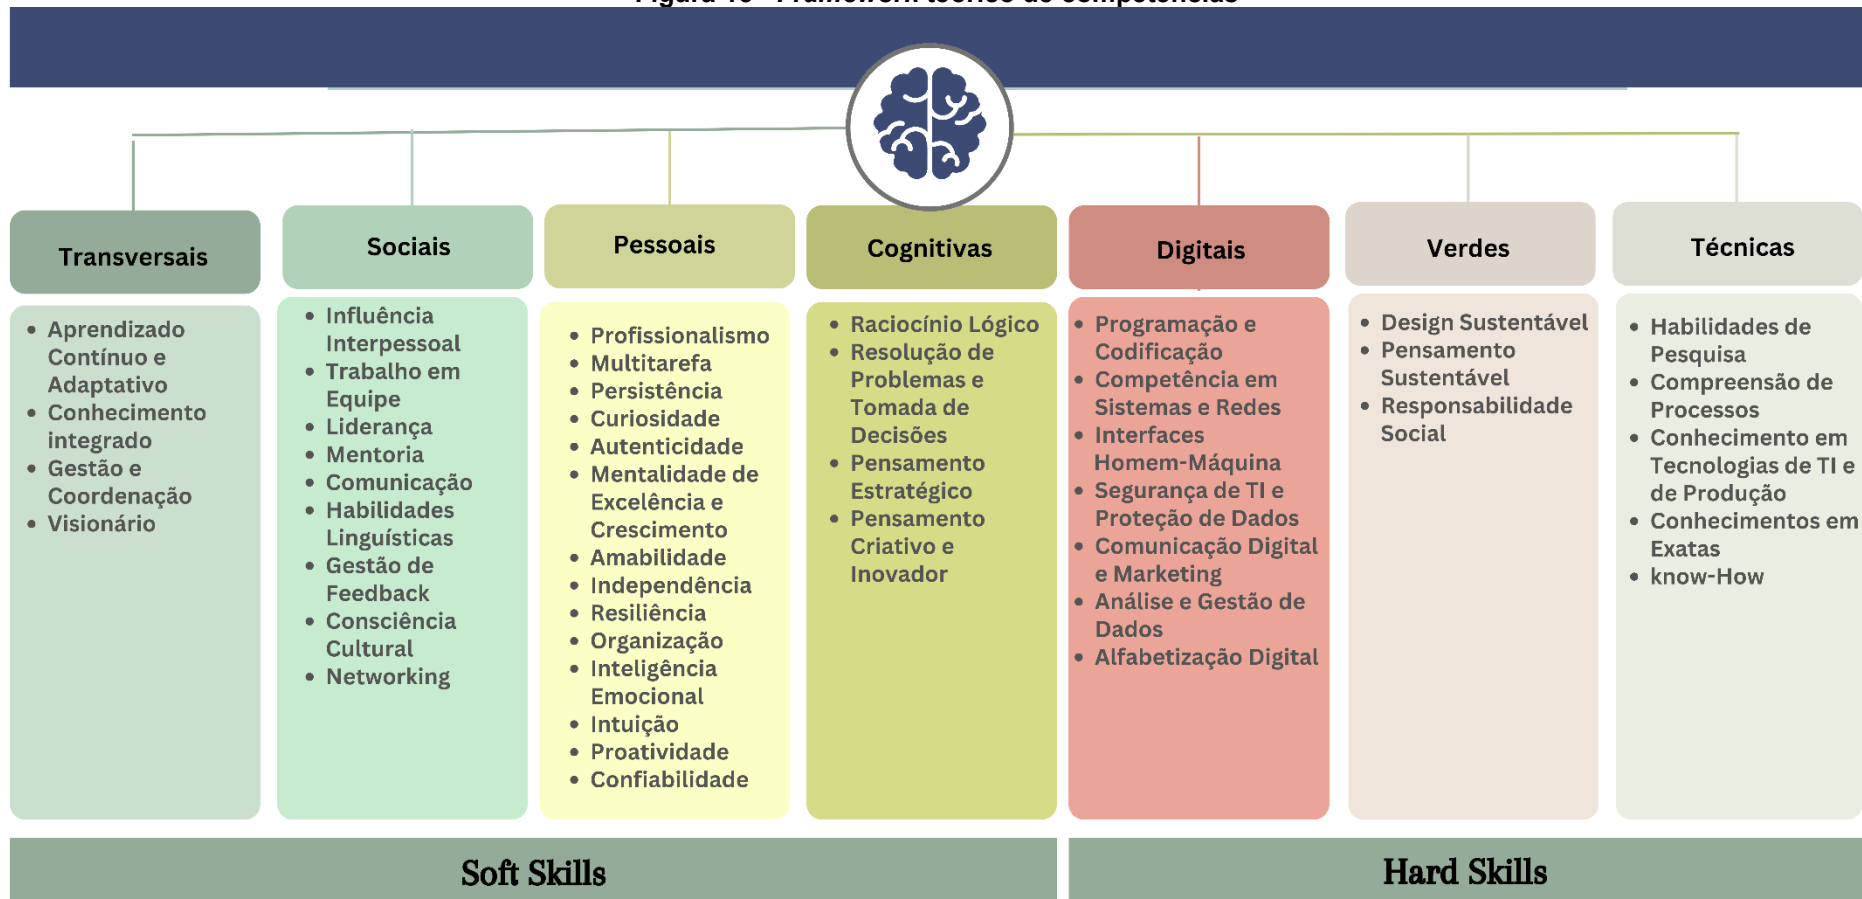 Figura Framework teórico de competências
Transversais
Aprendizado
Contínuo e
Adaptativo
Conhecimento
integrado
Gestão e
Coordenação
Visionário
Sociais
Influência
Interpessoal
Trabalho em
Equipe
Liderança
Mentoria
Comunicação
Habilidades
Linguísticas
Gestão de
Feedback
Consciência
Cultural
Networking
Pessoais
Profissionalismo
Multitarefa
Persistência
Curiosidade
Autenticidade
Mentalidade de
Excelência e
Crescimento
Amabilidade
Independência
Resiliência
Organização
Inteligência
Emocional
Intuição
Proatividade
Confiabilidade
Cognitivas
Raciocínio Lógico
Resolução de
Problemas e
Tomada de
Decisões
Pensamento
Estratégico
Pensamento
Criativo e
Inovador
Digitais
Programação e
Codificação
Competência em
Sistemas e Redes
Interfaces
Homem-Máquina
Segurança de TI e
Proteção de Dados
Comunicação Digital
e Marketing
Análise e Gestão de
Dados
Alfabetização Digital
Verdes
Design Sustentável
Pensamento
Sustentável
Responsabilidade
Social
Técnicas
Habilidades de
Pesquisa
Compreensão de
Processos
Conhecimento em
Tecnologias de TI e
de Produção
Conhecimentos em
Exatas
know-How
Soft Skills
Hard Skills